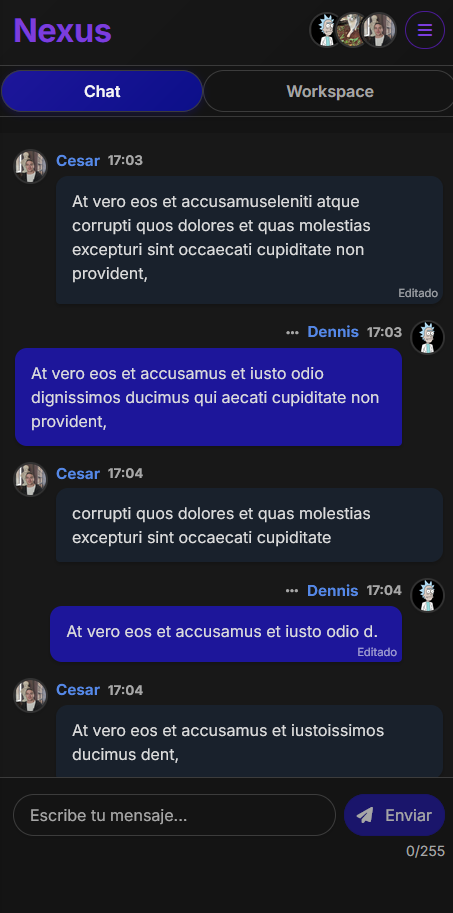 Nexus
Chat
Workspace
Cesar 17:03
At vero eos et accusamuseleniti atque
corrupti quos dolores et quas molestias
excepturi sint occaecati cupiditate non
provident,
Editado
··· Dennis 17:03
At vero eos et accusamus et iusto odio
dignissimos ducimus qui aecati cupiditate non
provident,
Cesar 17:04
corrupti quos dolores et quas molestias
excepturi sint occaecati cupiditate
··· Dennis 17:04
At vero eos et accusamus et iusto odio d.
Editado
Cesar 17:04
At vero eos et accusamus et iustoissimos
ducimus dent,
Escribe tu mensaje...
Enviar
0/255